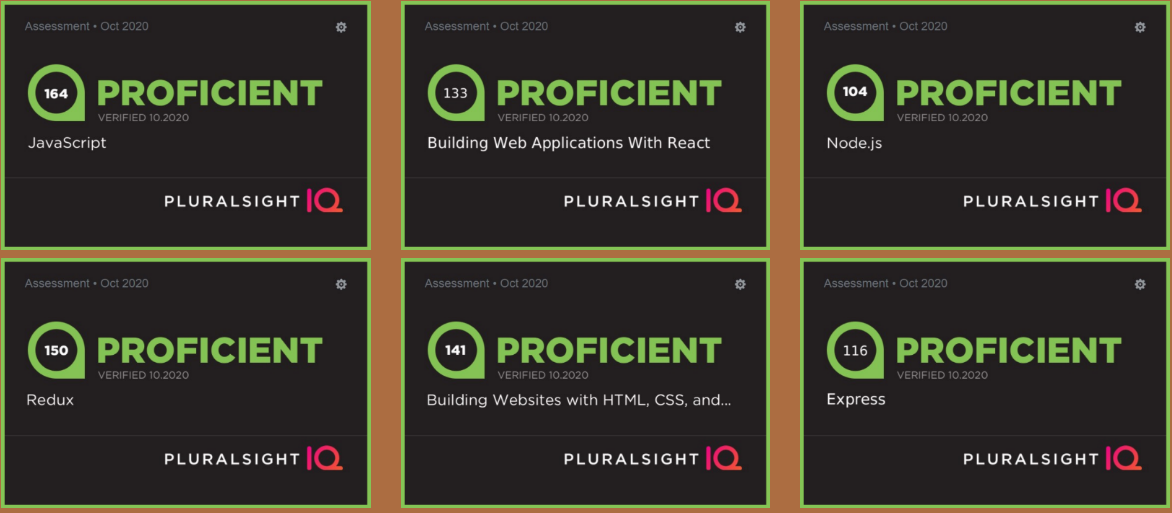 Assessment • Oct 2020
164
PROFICIENT
VERIFIED 10.2020
JavaScript
PLURALSIGHT IQ
Assessment • Oct 2020
133
PROFICIENT
VERIFIED 10.2020
Building Web Applications With React
PLURALSIGHT IQ
Assessment • Oct 2020
104
PROFICIENT
VERIFIED 10.2020
Node.js
PLURALSIGHT IQ
Assessment • Oct 2020
150
PROFICIENT
VERIFIED 10.2020
Redux
PLURALSIGHT IQ
Assessment • Oct 2020
141
PROFICIENT
VERIFIED 10.2020
Building Websites with HTML, CSS, and...
PLURALSIGHT IQ
Assessment • Oct 2020
116
PROFICIENT
VERIFIED 10.2020
Express
PLURALSIGHT IQ